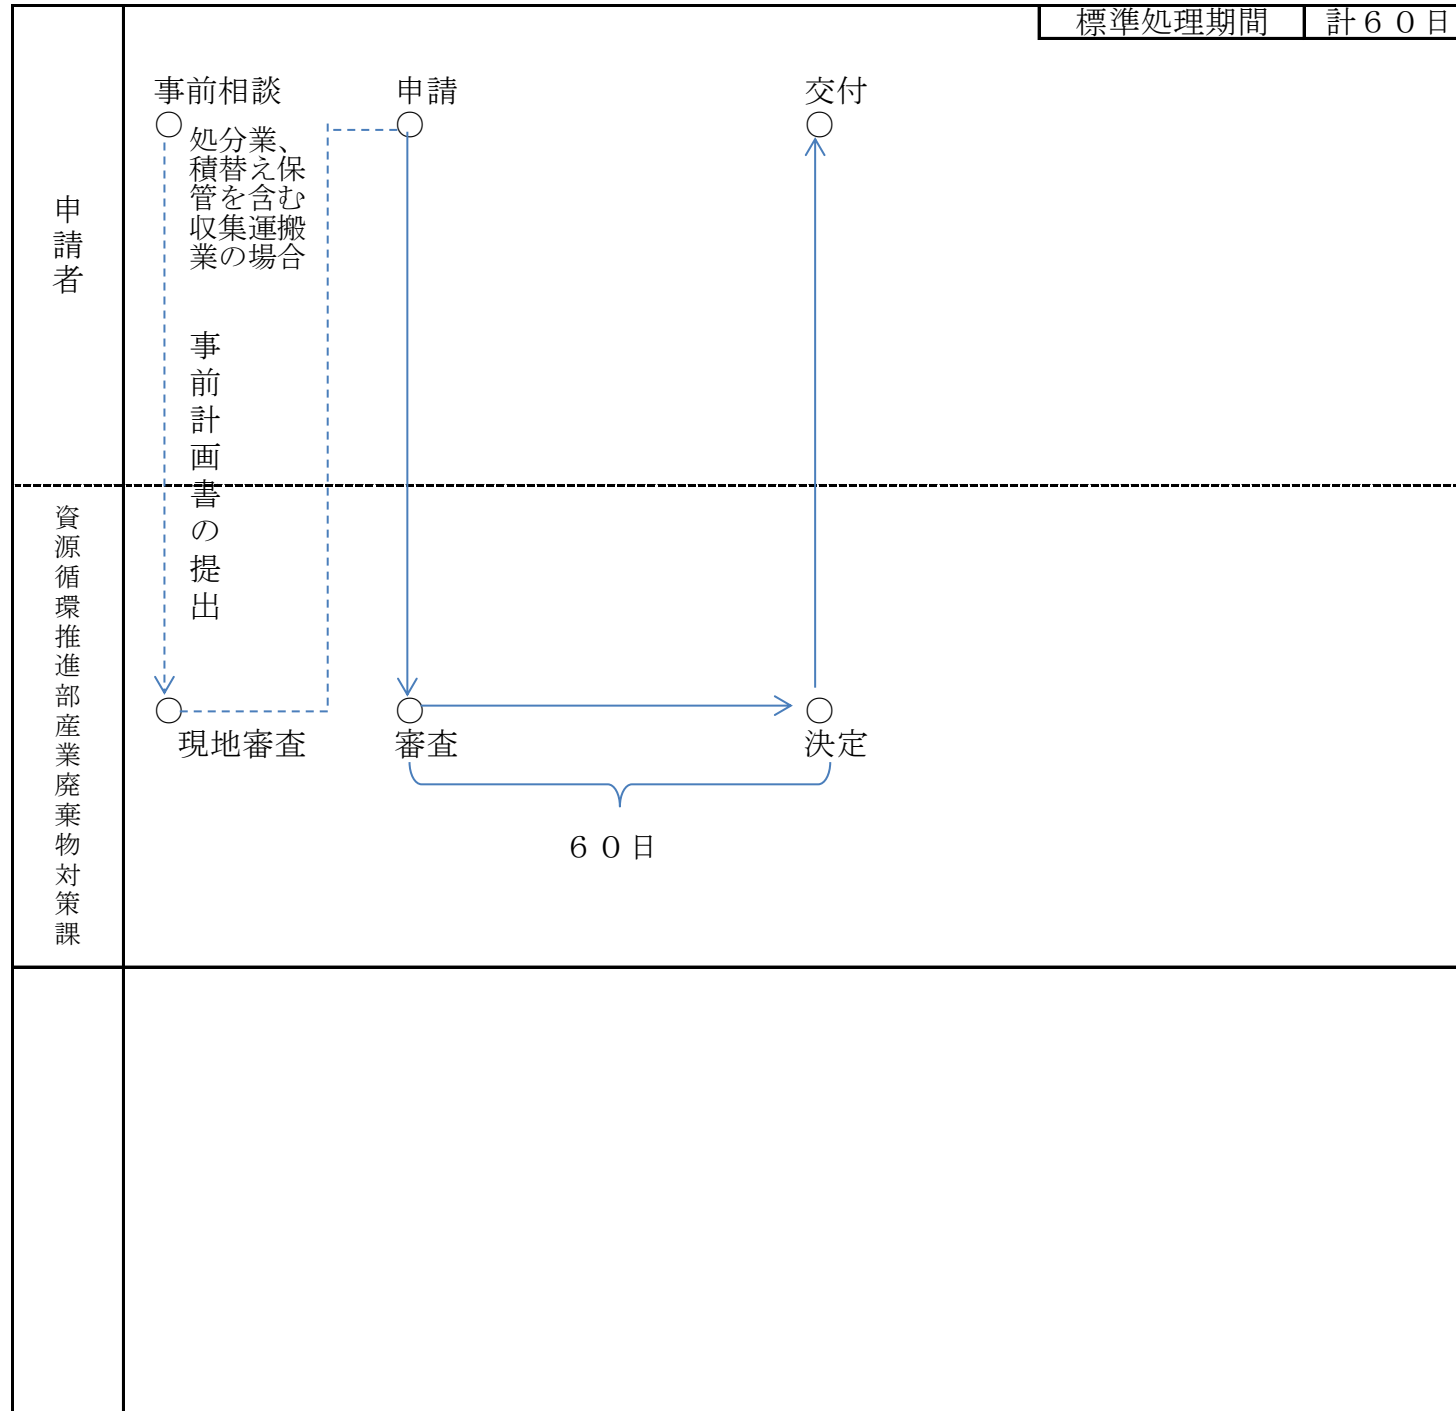 標準処理期間
計６０日
事前相談
申請
交付
処分業、
積替え保
管を含む
収集運搬
業の場合
申請者
事前計画書の提出
資源循環推進部産業廃棄物対策課
現地審査
審査
決定
６０日